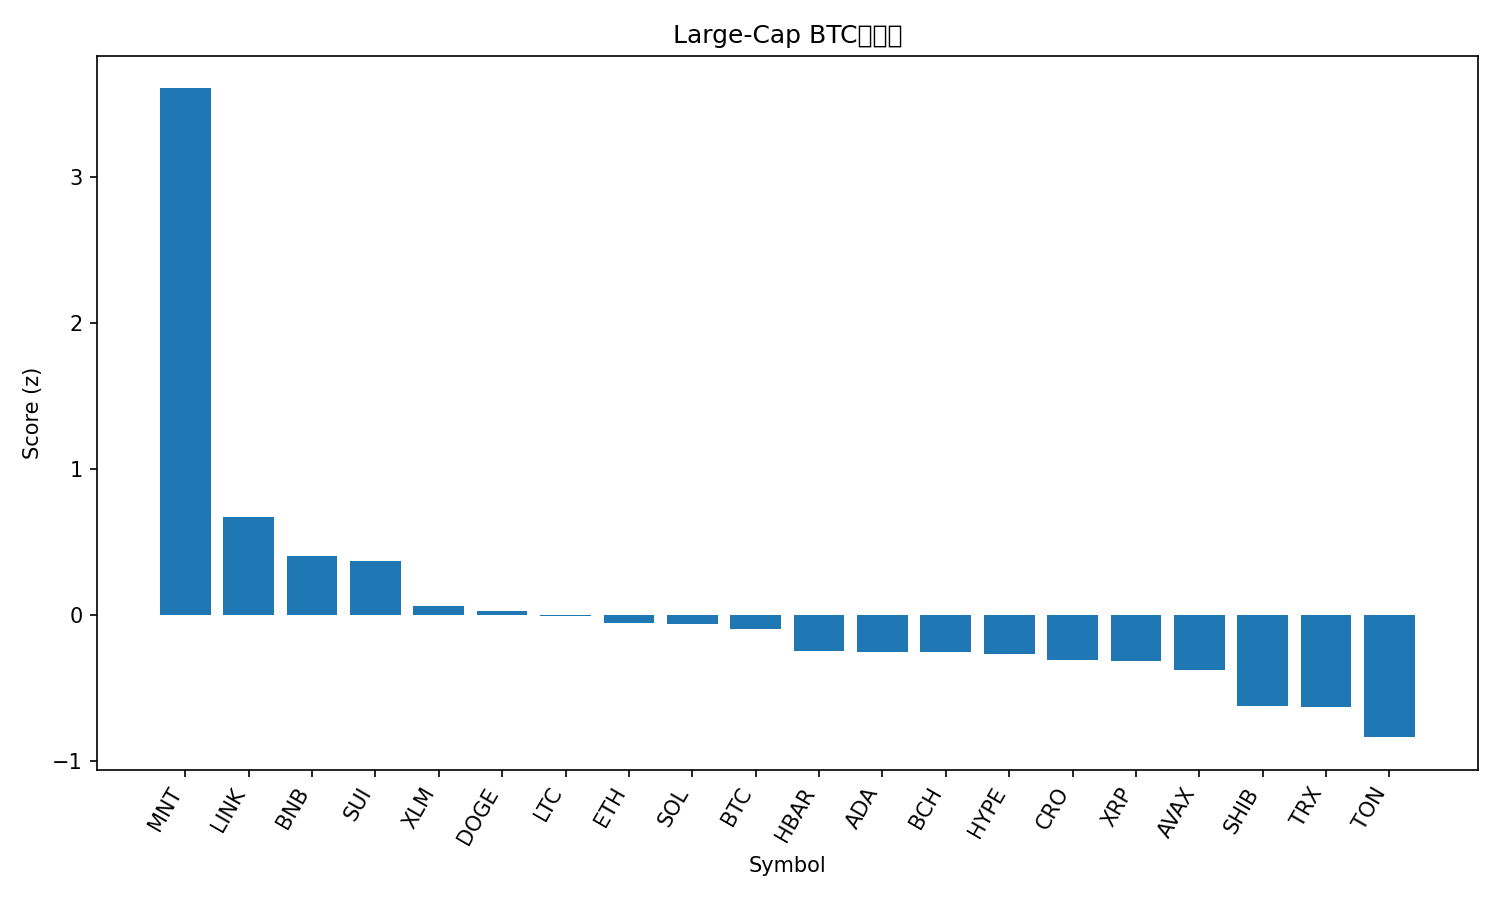 Large-Cap BTC
3
2
1
0
−1
Score (z)
MNT LINK BNB SUI XLM DOGE LTC ETH SOL BTC HBAR ADA BCH HYPE CRO XRP AVAX SHIB TRX TON
Symbol